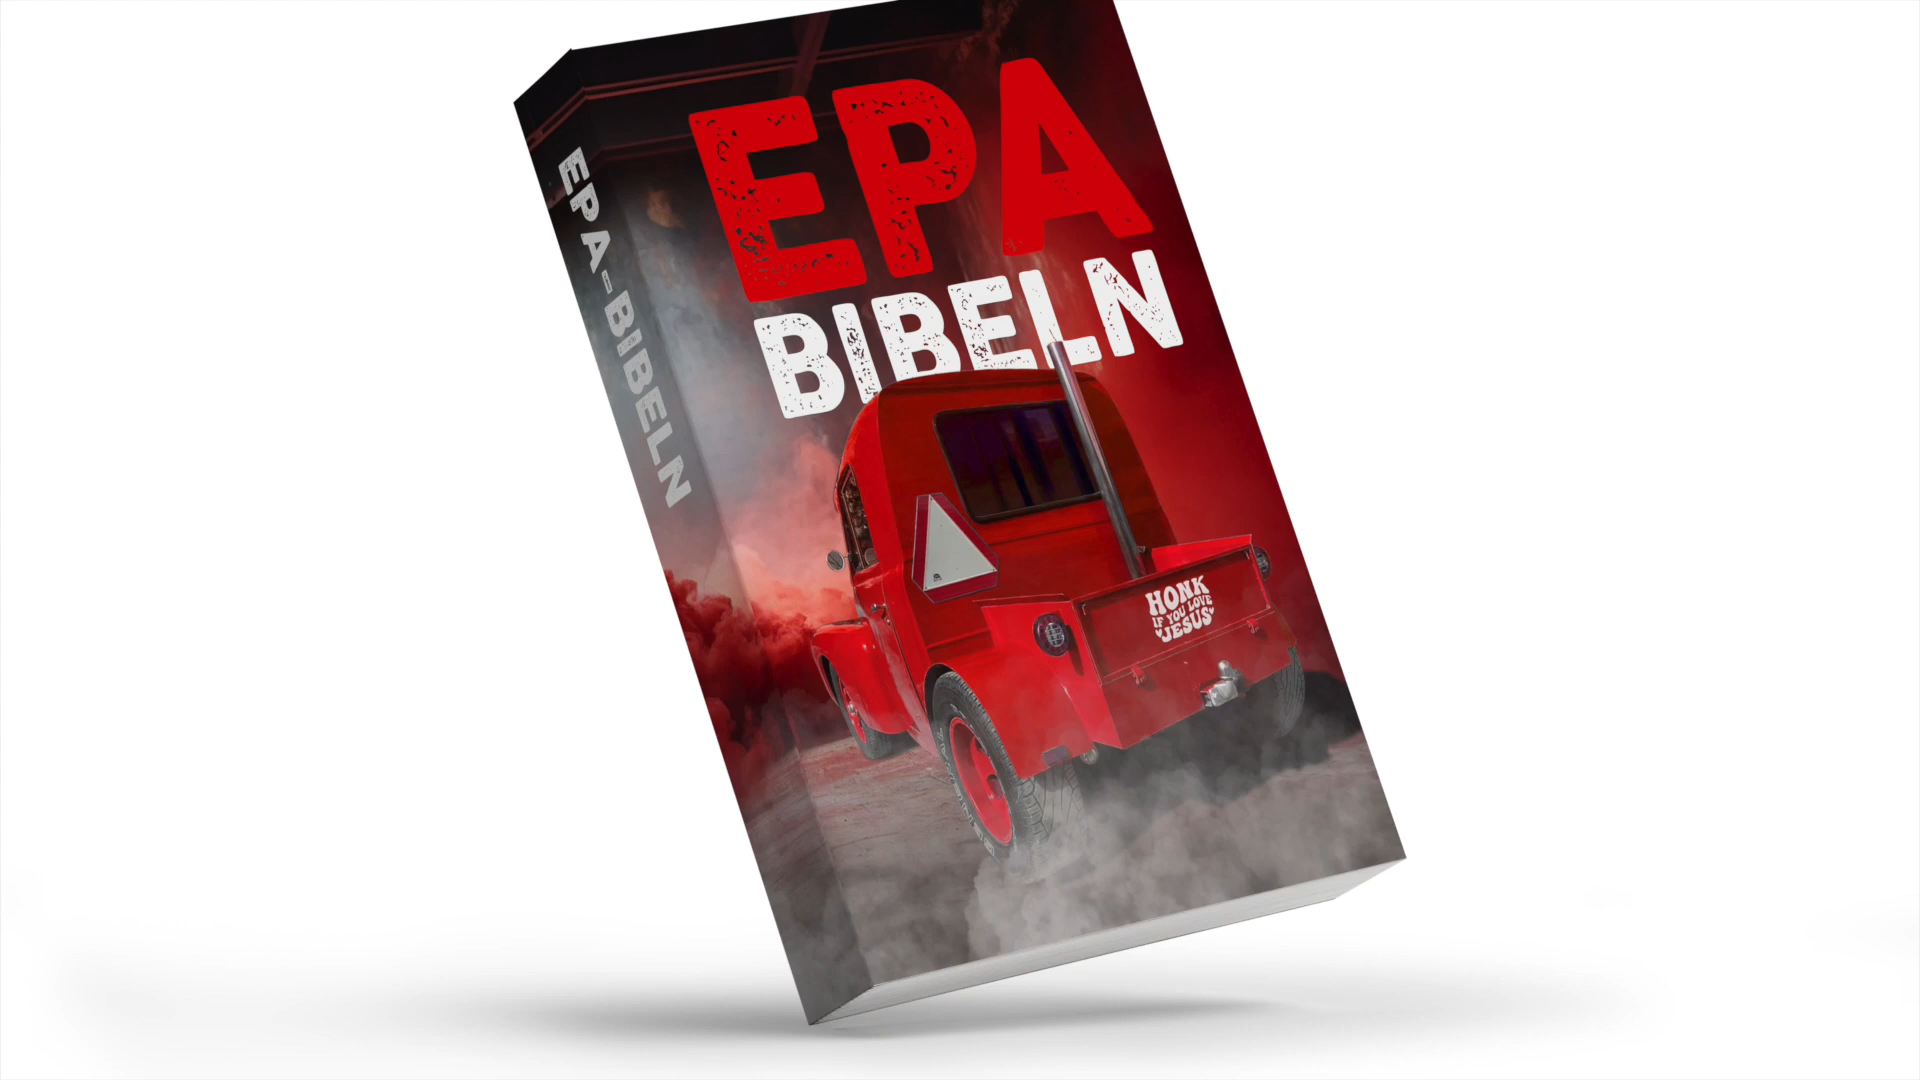 EPA
BIBELN
EPA-BIBELN
HONK
IF YOU LOVE
JESUS